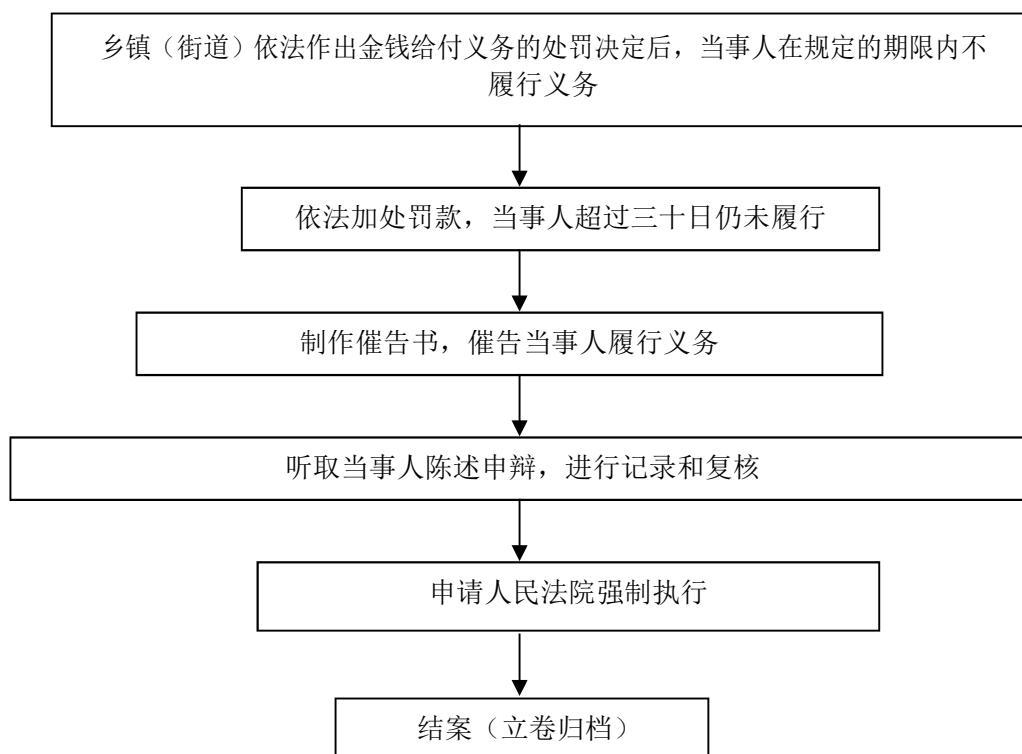 乡镇（街道）依法作出金钱给付义务的处罚决定后，当事人在规定的期限内不
履行义务
依法加处罚款，当事人超过三十日仍未履行
制作催告书，催告当事人履行义务
听取当事人陈述申辩，进行记录和复核
申请人民法院强制执行
结案（立卷归档）